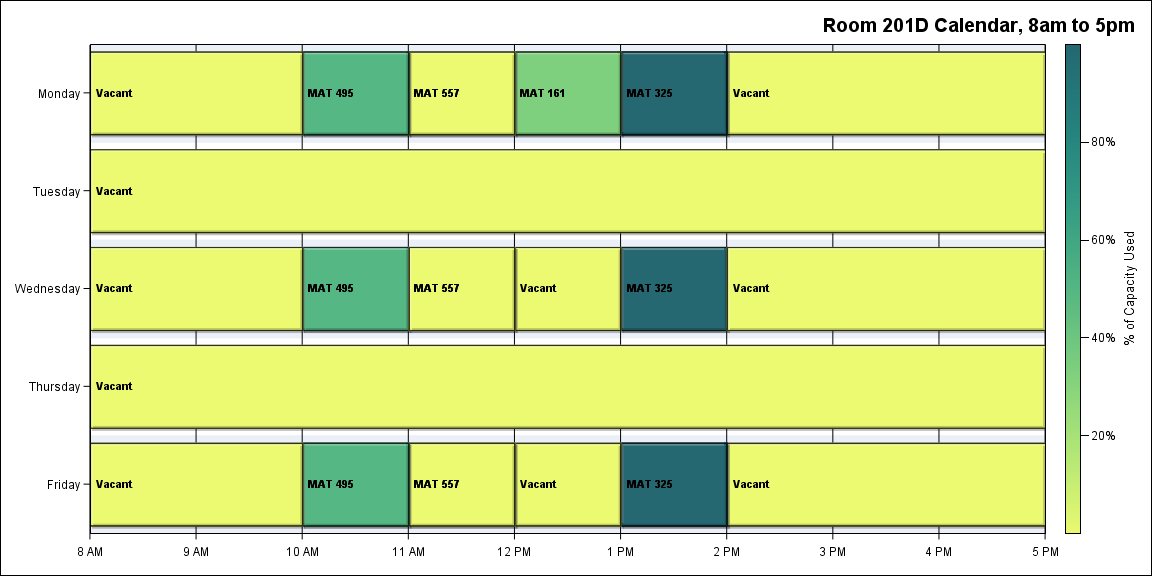 Room 201D Calendar, 8am to 5pm
Monday
Vacant
MAT 495
MAT 557
MAT 161
MAT 325
Vacant
Tuesday
Vacant
Wednesday
Vacant
MAT 495
MAT 557
Vacant
MAT 325
Vacant
Thursday
Vacant
Friday
Vacant
MAT 495
MAT 557
Vacant
MAT 325
Vacant
8 AM
9 AM
10 AM
11 AM
12 PM
1 PM
2 PM
3 PM
4 PM
5 PM
80%
60%
40%
20%
% of Capacity Used